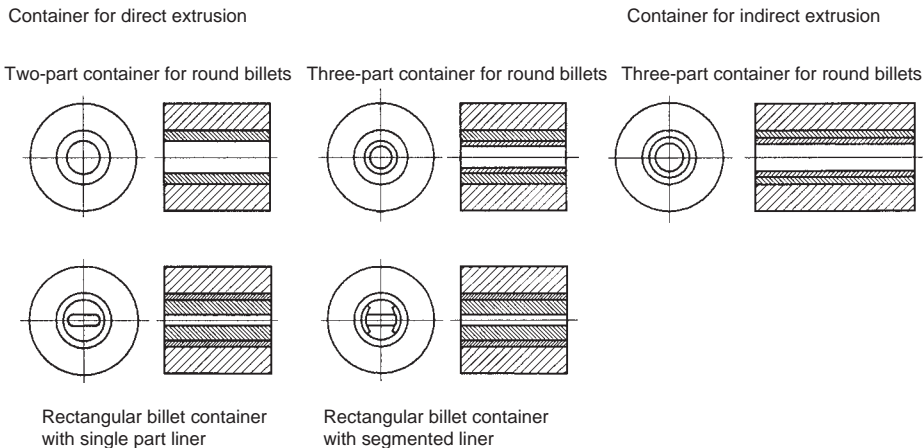 Container for direct extrusion
Container for indirect extrusion
Two-part container for round billets
Three-part container for round billets
Three-part container for round billets
Rectangular billet container
with single part liner
Rectangular billet container
with segmented liner